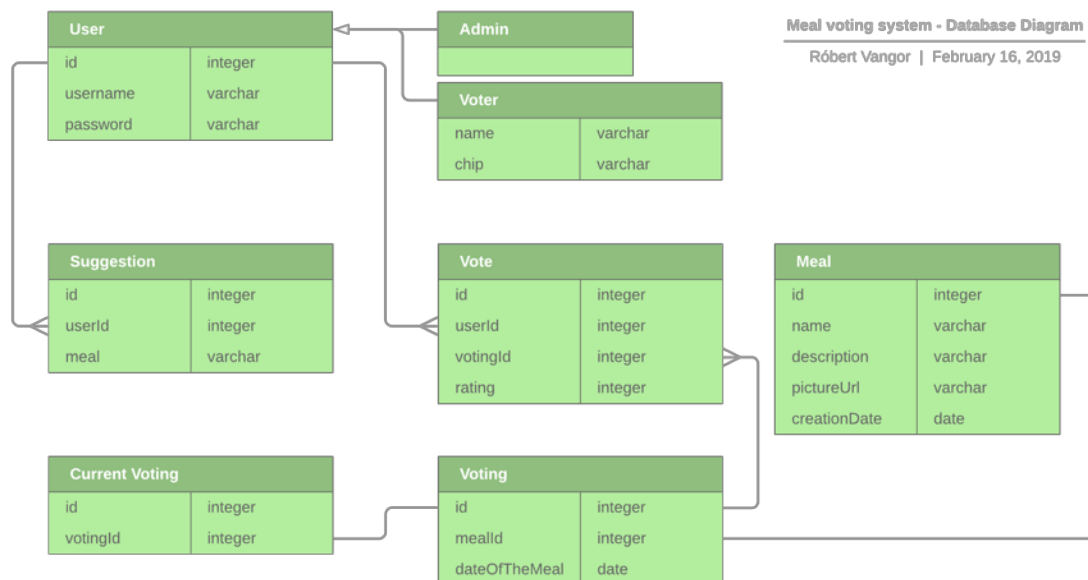 Meal voting system - Database Diagram
Róbert Vangor | February 16, 2019
User
id integer
username varchar
password varchar
Admin
Voter
name varchar
chip varchar
Suggestion
id integer
userId integer
meal varchar
Vote
id integer
userId integer
votingId integer
rating integer
Meal
id integer
name varchar
description varchar
pictureUrl varchar
creationDate date
Current Voting
id integer
votingId integer
Voting
id integer
mealId integer
dateOfTheMeal date